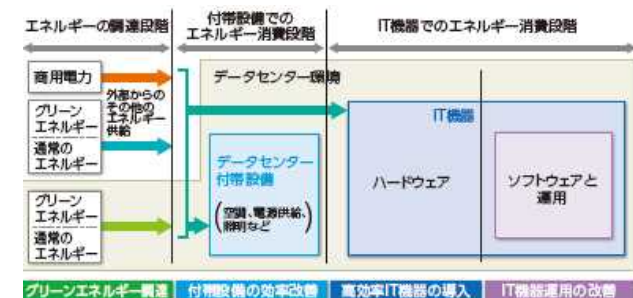 エネルギーの調達段階
付帯設備での
エネルギー消費段階
IT機器でのエネルギー消費段階
商用電力
データセンター環境
外部からの
その他の
エネルギー
供給
グリーン
エネルギー
通常の
エネルギー
IT機器
データセンター
付帯設備
(空調、電源供給、
照明など)
ハードウェア
ソフトウェアと
運用
グリーン
エネルギー
通常の
エネルギー
グリーンエネルギー調達
付帯設備の効率改善
高効率IT機器の導入
IT機器運用の改善